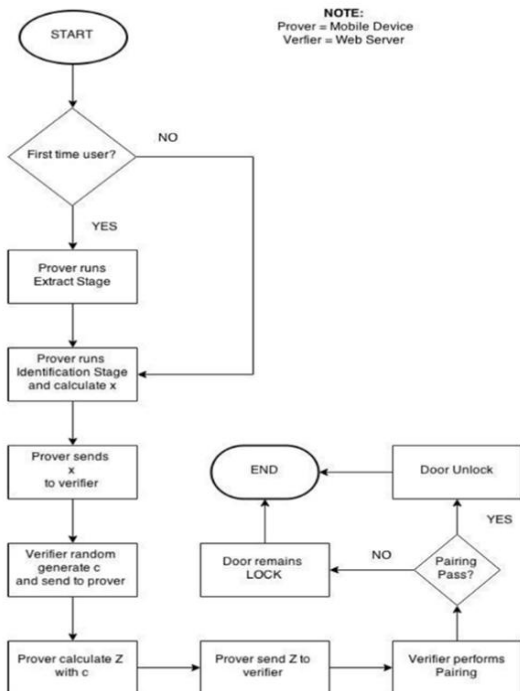 NOTE:
Prover = Mobile Device
Verfier = Web Server
START
First time user?
NO
YES
Prover runs
Extract Stage
Prover runs
Identification Stage
and calculate x
Prover sends
x
to verifier
Verifier random
generate c
and send to prover
Prover calculate Z
with c
Prover send Z to
verifier
Verifier performs
Pairing
Pairing
Pass?
NO
YES
Door remains
LOCK
Door Unlock
END